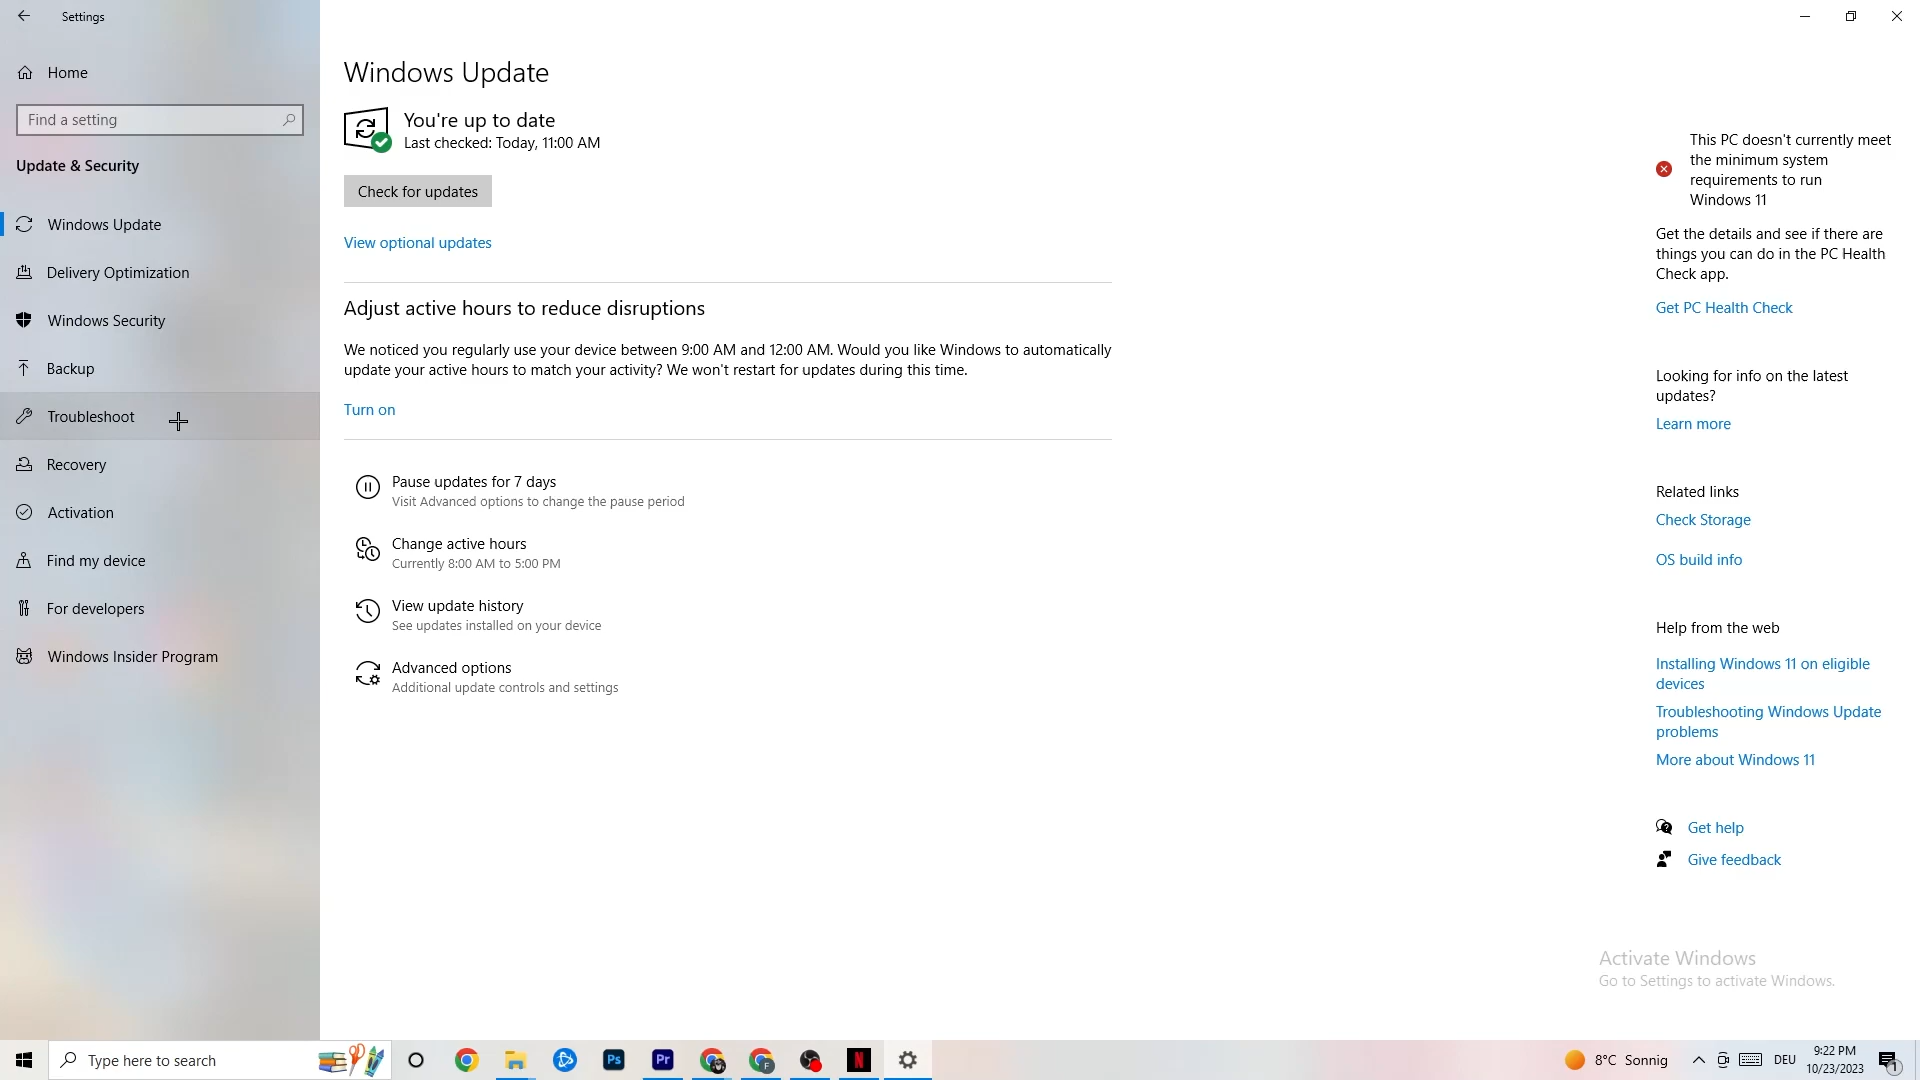 Settings
Home
Find a setting
Update & Security
Windows Update
Delivery Optimization
Windows Security
Backup
Troubleshoot
Recovery
Activation
Find my device
For developers
Windows Insider Program
Windows Update
You're up to date
Last checked: Today, 11:00 AM
Check for updates
View optional updates
Adjust active hours to reduce disruptions
We noticed you regularly use your device between 9:00 AM and 12:00 AM. Would you like Windows to automatically
update your active hours to match your activity? We won't restart for updates during this time.
Turn on
Pause updates for 7 days
Visit Advanced options to change the pause period
Change active hours
Currently 8:00 AM to 5:00 PM
View update history
See updates installed on your device
Advanced options
Additional update controls and settings
This PC doesn't currently meet
the minimum system
requirements to run
Windows 11
Get the details and see if there are
things you can do in the PC Health
Check app.
Get PC Health Check
Looking for info on the latest
updates?
Learn more
Related links
Check Storage
OS build info
Help from the web
Installing Windows 11 on eligible
devices
Troubleshooting Windows Update
problems
More about Windows 11
Get help
Give feedback
Activate Windows
Go to Settings to activate Windows.
Type here to search
Ps
Pr
F
N
8°C Sonnig
DEU
9:22 PM
10/23/2023
1